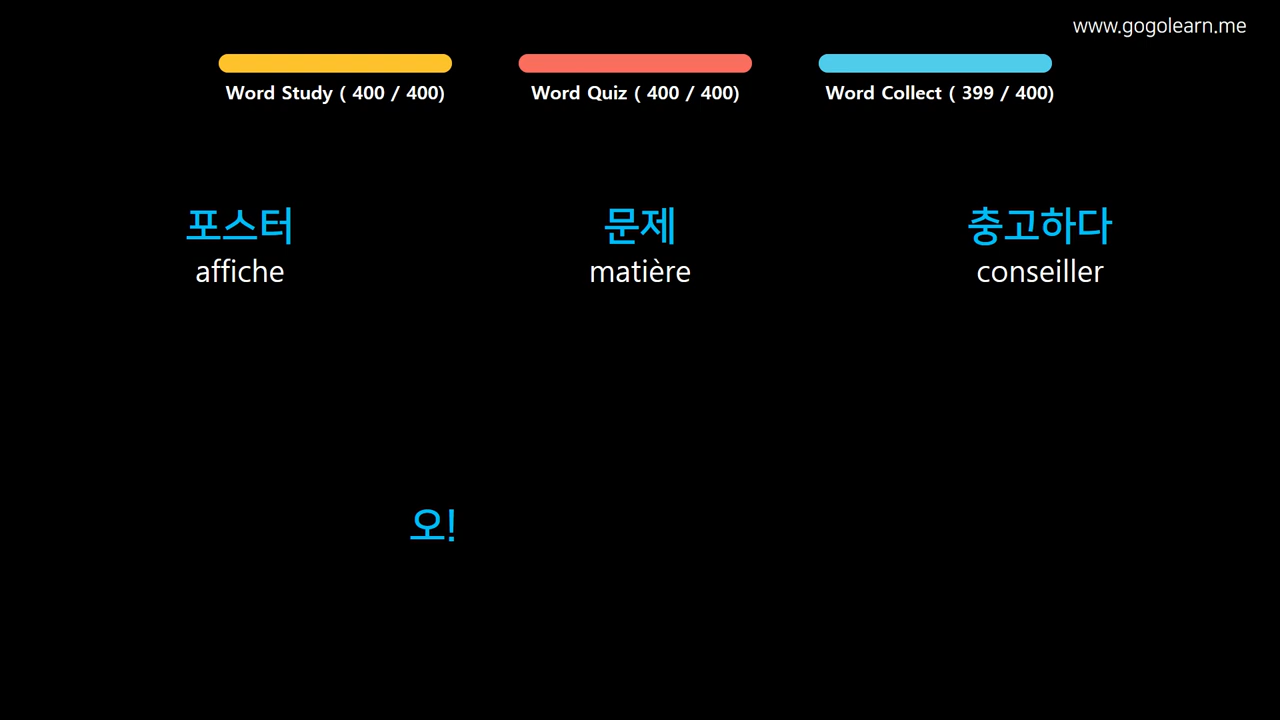 www.gogolearn.me
Word Study ( 400 / 400)
Word Quiz ( 400 / 400)
Word Collect ( 399 / 400)
포스터
affiche
문제
matière
충고하다
conseiller
오!